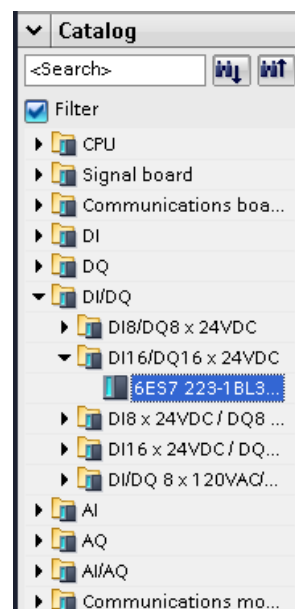 Catalog
<Search>
Filter
CPU
Signal board
Communications boa...
DI
DQ
DI/DQ
DI8/DQ8 x 24VDC
DI16/DQ16 x 24VDC
6ES7 223-1BL3...
DI8 x 24VDC / DQ8 ...
DI16 x 24VDC / DQ...
DI/DQ 8 x 120VAC/...
AI
AQ
AI/AQ
Communications mo...